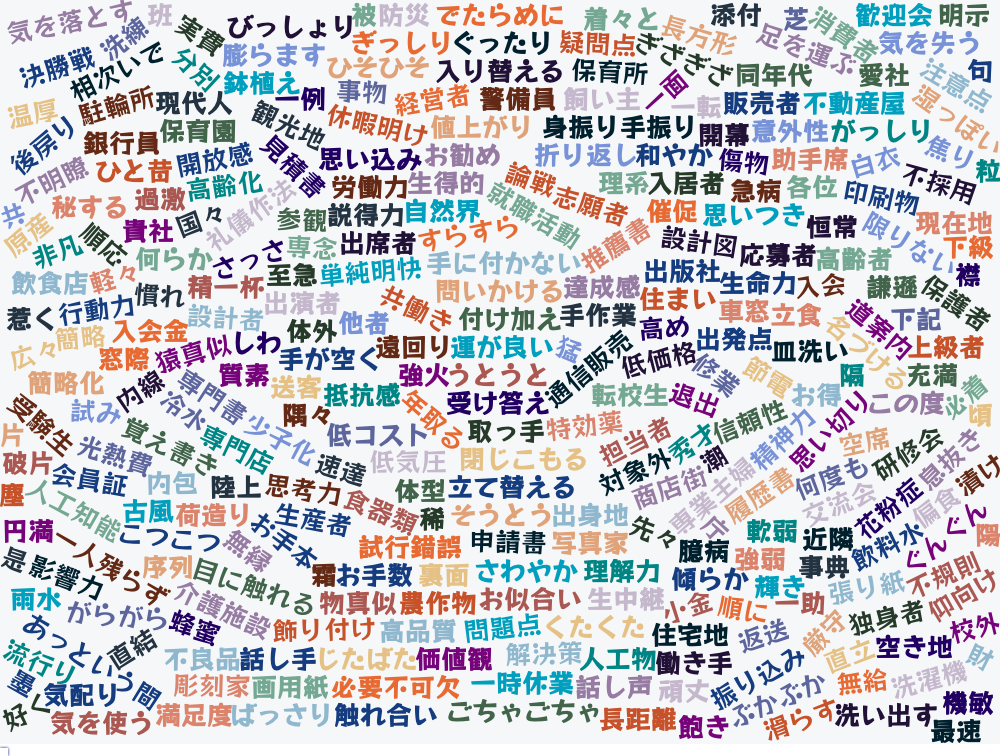 気を落とす
班
実費
びっしょり
被
防災
でたらめに
着々と
長方形
添付
芝
消費者
歓迎会
明示
決勝戦
洗練
相次いで
分別
膨らます
ぎっしり
ぐったり
疑問点
ぎざぎざ
足を運ぶ
気を失う
句
鉢植え
ひそひそ
入り替える
保育所
一画
同年代
愛社
注意点
温厚
駐輪所
現代人
一例
事物
経営者
警備員
飼い主
一転
販売者
不動産屋
湿っぽい
後戻り
銀行員
保育園
観光地
休暇明け
値上がり
身振り手振り
開幕
意外性
がっしり
焦り
粒
不明瞭
ひと昔
開放感
見積書
思い込み
お勧め
折り返し
和やか
傷物
助手席
白衣
不採用
共
秘する
過激
高齢化
礼儀作法
労働力
生得的
論戦
志願者
理系
入居者
急病
各位
印刷物
原産
非凡
順応
貴社
国々
参観
説得力
自然界
就職活動
推薦書
催促
思いつき
恒常
限りない
現在地
下級
何らか
さっさ
専念
出席者
すらすら
設計図
応募者
高齢者
襟
飲食店
軽々
精一杯
至急
単純明快
手に付かない
出版社
生命力
入会
謙遜
保護者
惹く
行動力
慣れ
設計者
出演者
共働き
問いかける
達成感
住まい
車窓
立食
道案内
下記
広々
簡略
入会金
体外
他者
付け加え
手作業
高め
出発点
名づける
上級者
窓際
猿真似
しわ
手が空く
遠回り
運が良い
猛
通信販売
低価格
皿洗い
簡略化
内線
質素
送客
抵抗感
強火
うとうと
修業
節電
隔
充満
受験生
試み
冷水
専門書
隅々
年取る
受け答え
転校生
退出
お得
この度
必着
頃
片
光熱費
覚え書き
専門店
少子化
低コスト
取っ手
特効薬
担当者
秀才
信頼性
思い切り
空席
研修会
息抜き
破片
会員証
内包
陸上
速達
低気圧
閉じこもる
対象外
潮
精神力
何度も
漬け
塵
人工知能
古風
荷造り
思考力
食器類
体型
立て替える
商店街
専業主婦
履歴書
交流会
花粉症
偏食
円満
一人残らず
こつこつ
無線
お手本
生産者
稀
そうとう
出身地
先々
庁
軟弱
近隣
飲料水
ぐんぐん
陽
是
影響力
序列
目に触れる
試行錯誤
申請書
写真家
臆病
強弱
事典
張り紙
不規則
雨水
がらがら
介護施設
霜
お手数
裏面
さわやか
理解力
傾らか
輝き
仰向け
あっという間
蜂蜜
物真似
農作物
お似合い
生中継
小金
順に
一助
独身者
校外
流行り
直結
飾り付け
高品質
問題点
くたくた
住宅地
返送
厳守
直立
空き地
財
墨
不良品
話し手
じたばた
価値観
解決策
人工物
働き手
振り込み
無給
洗濯機
機敏
好く
気配り
彫刻家
画用紙
必要不可欠
一時休業
話し声
頑丈
ぷかぷか
気を使う
満足度
ばっさり
触れ合い
ごちゃごちゃ
長距離
飽き
滑らす
洗い出す
最速